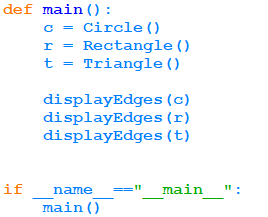 def main():
    c = Circle()
    r = Rectangle()
    t = Triangle()

    displayEdges(c)
    displayEdges(r)
    displayEdges(t)


if __name__=="__main__":
    main()